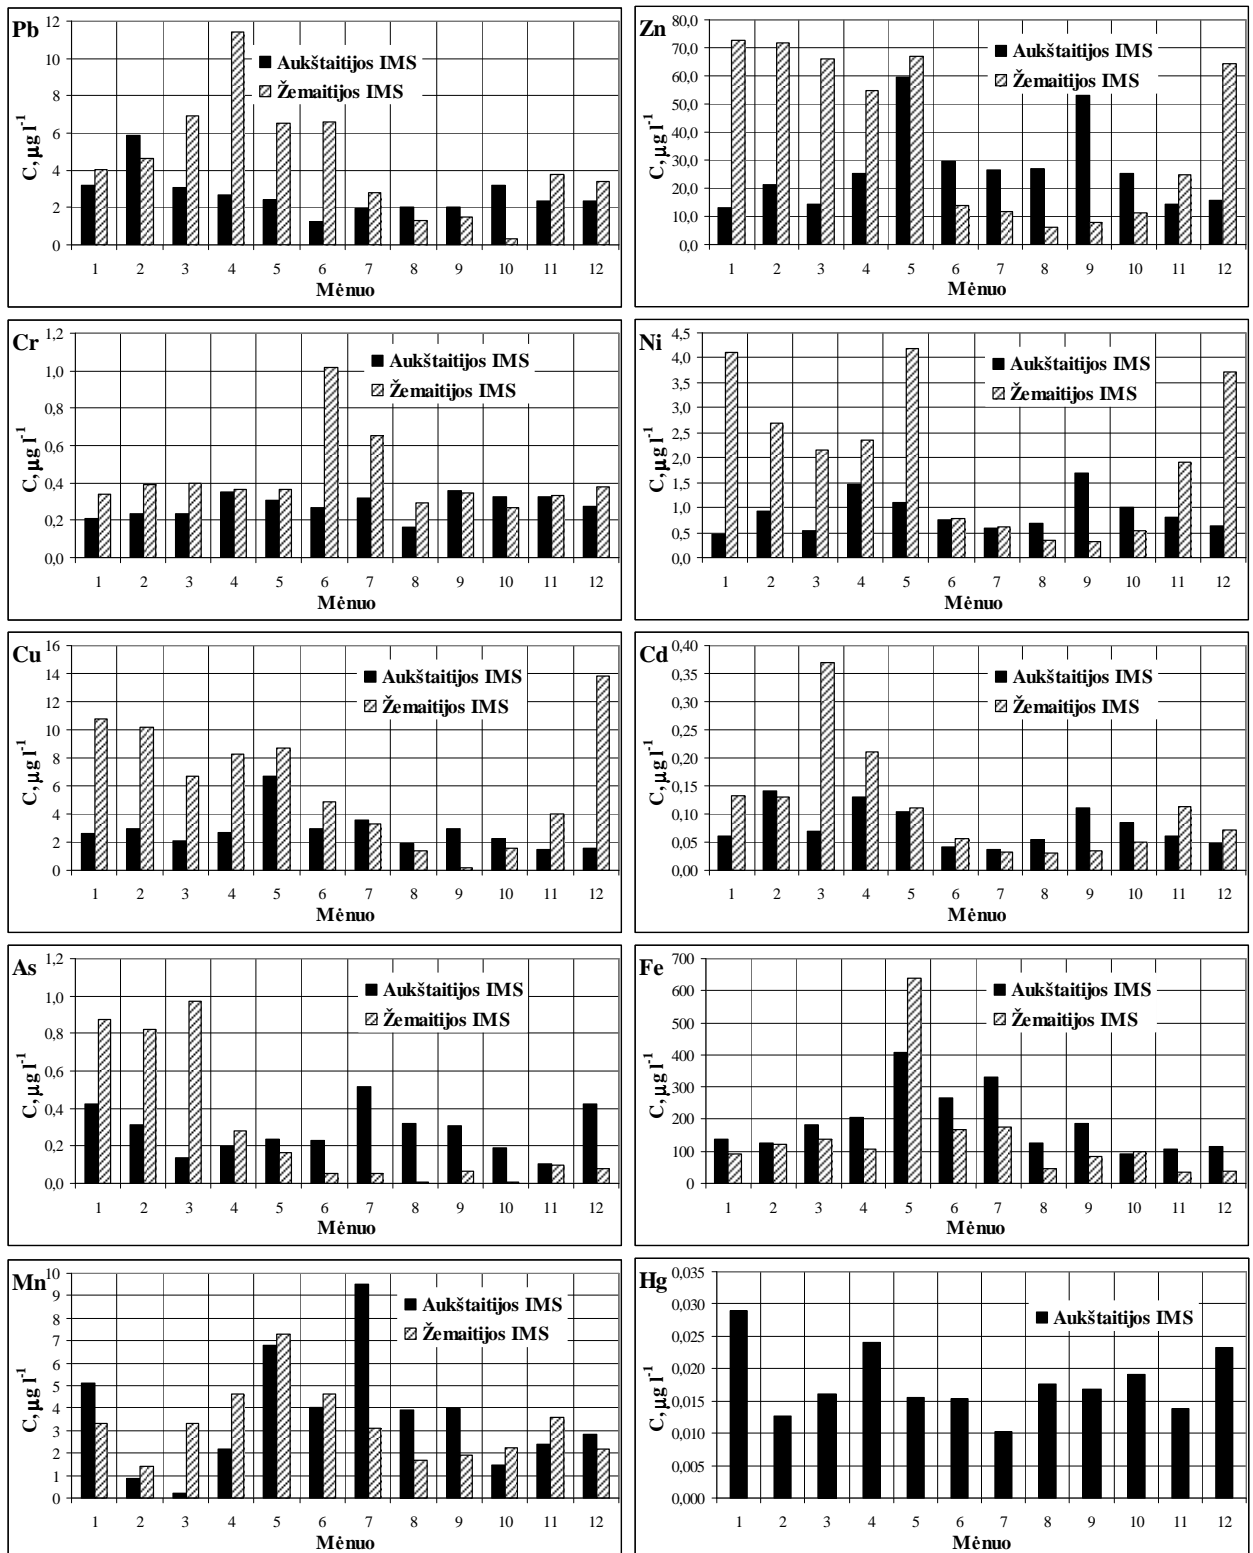 Pb
12
10
8
6
4
2
0
C, µg l⁻¹
Aukštaitijos IMS
Žemaitijos IMS
1 2 3 4 5 6 7 8 9 10 11 12
Mėnuo
Zn
80,0
70,0
60,0
50,0
40,0
30,0
20,0
10,0
0,0
C, µg l⁻¹
Aukštaitijos IMS
Žemaitijos IMS
1 2 3 4 5 6 7 8 9 10 11 12
Mėnuo
Cr
1,2
1,0
0,8
0,6
0,4
0,2
0,0
C, µg l⁻¹
Aukštaitijos IMS
Žemaitijos IMS
1 2 3 4 5 6 7 8 9 10 11 12
Mėnuo
Ni
4,5
4,0
3,5
3,0
2,5
2,0
1,5
1,0
0,5
0,0
C, µg l⁻¹
Aukštaitijos IMS
Žemaitijos IMS
1 2 3 4 5 6 7 8 9 10 11 12
Mėnuo
Cu
16
14
12
10
8
6
4
2
0
C, µg l⁻¹
Aukštaitijos IMS
Žemaitijos IMS
1 2 3 4 5 6 7 8 9 10 11 12
Mėnuo
Cd
0,40
0,35
0,30
0,25
0,20
0,15
0,10
0,05
0,00
C, µg l⁻¹
Aukštaitijos IMS
Žemaitijos IMS
1 2 3 4 5 6 7 8 9 10 11 12
Mėnuo
As
1,2
1,0
0,8
0,6
0,4
0,2
0,0
C, µg l⁻¹
Aukštaitijos IMS
Žemaitijos IMS
1 2 3 4 5 6 7 8 9 10 11 12
Mėnuo
Fe
700
600
500
400
300
200
100
0
C, µg l⁻¹
Aukštaitijos IMS
Žemaitijos IMS
1 2 3 4 5 6 7 8 9 10 11 12
Mėnuo
Mn
10
9
8
7
6
5
4
3
2
1
0
C, µg l⁻¹
Aukštaitijos IMS
Žemaitijos IMS
1 2 3 4 5 6 7 8 9 10 11 12
Mėnuo
Hg
0,035
0,030
0,025
0,020
0,015
0,010
0,005
0,000
C, µg l⁻¹
Aukštaitijos IMS
1 2 3 4 5 6 7 8 9 10 11 12
Mėnuo